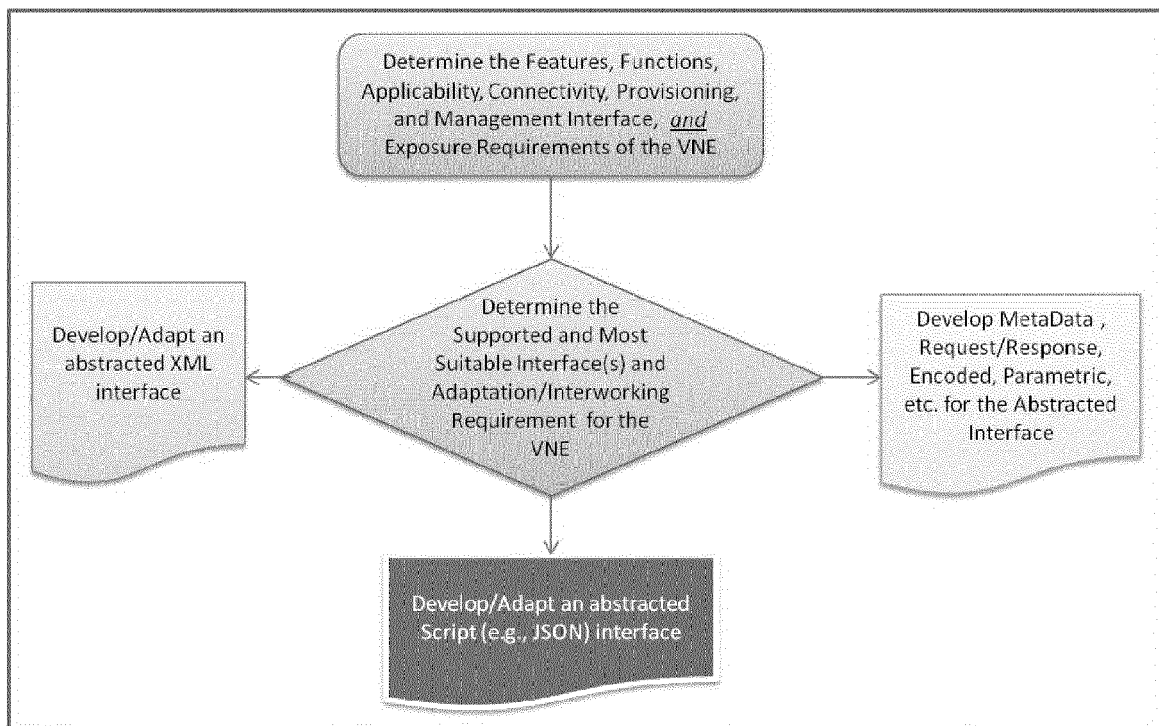 Determine the Features, Functions,
Applicability, Connectivity, Provisioning,
and Management Interface, and
Exposure Requirements of the VNE
Determine the
Supported and Most
Suitable Interface(s) and
Adaptation/Interworking
Requirement for the
VNE
Develop/Adapt an
abstracted XML
interface
Develop MetaData ,
Request/Response,
Encoded, Parametric,
etc. for the Abstracted
Interface
Develop/Adapt an abstracted
Script (e.g., JSON) interface